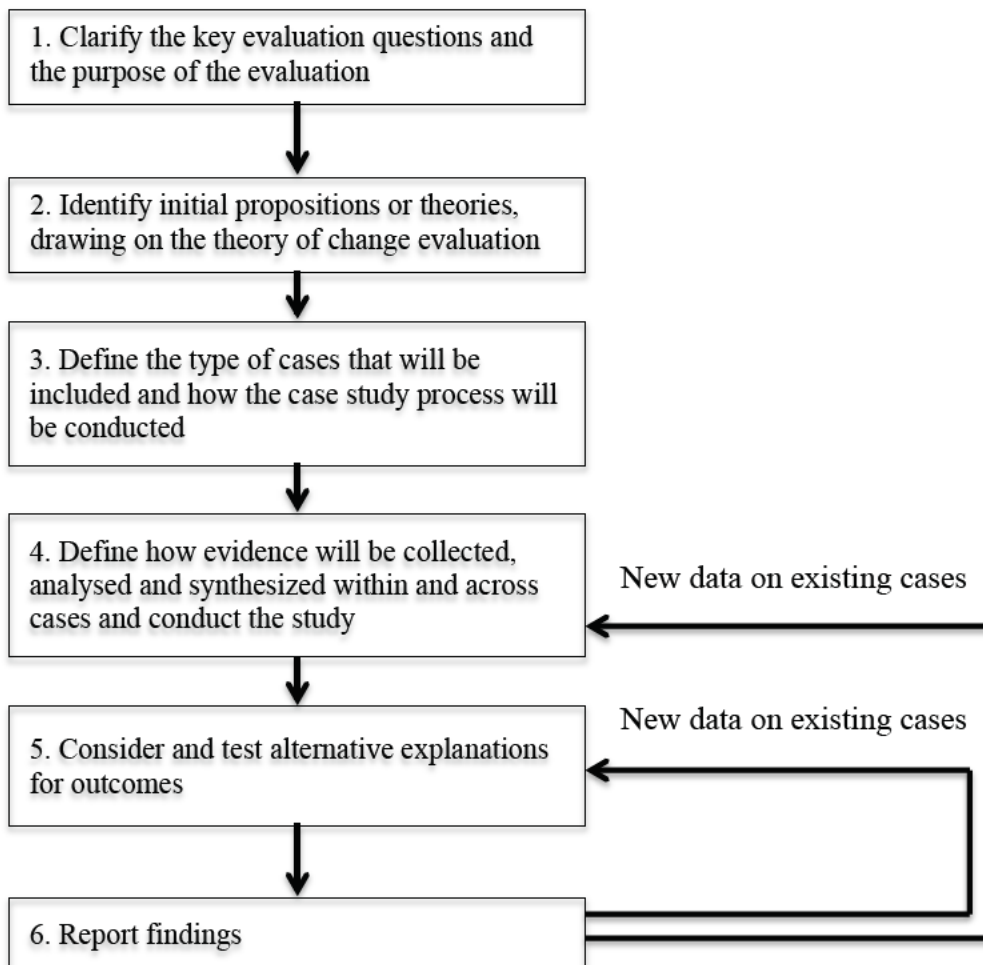 1. Clarify the key evaluation questions and
the purpose of the evaluation
2. Identify initial propositions or theories,
drawing on the theory of change evaluation
3. Define the type of cases that will be
included and how the case study process will
be conducted
4. Define how evidence will be collected,
analysed and synthesized within and across
cases and conduct the study
New data on existing cases
New data on existing cases
5. Consider and test alternative explanations
for outcomes
6. Report findings